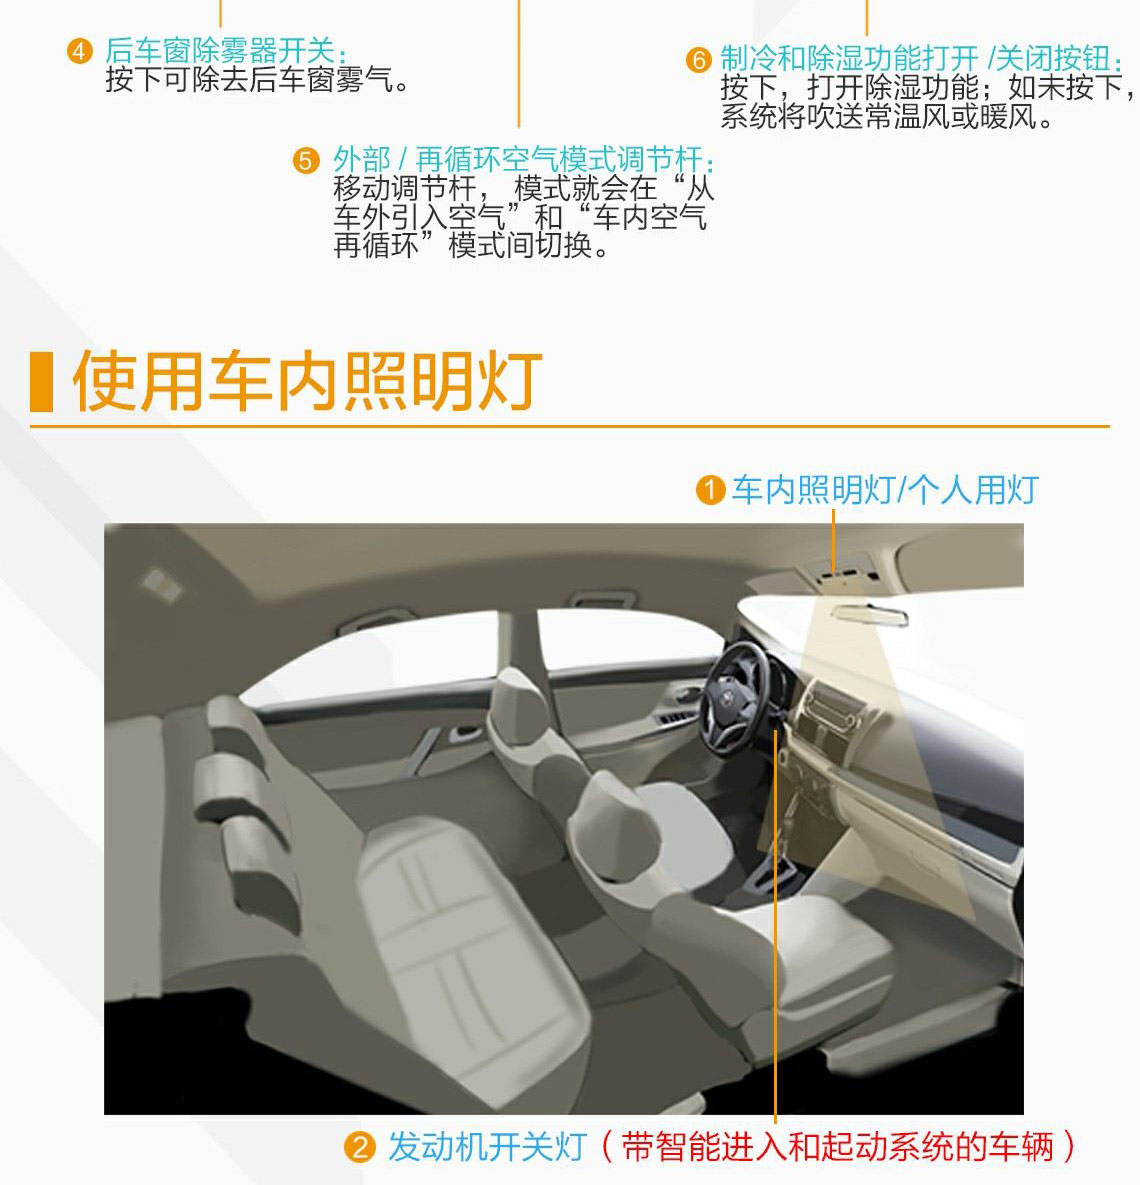 4 后车窗除雾器开关：
按下可除去后车窗雾气。
6 制冷和除湿功能打开 /关闭按钮：
按下，打开除湿功能；如未按下，
系统将吹送常温风或暖风。
5 外部 / 再循环空气模式调节杆：
移动调节杆， 模式就会在“从
车外引入空气”和“车内空气
再循环”模式间切换。
使用车内照明灯
1 车内照明灯/个人用灯
2 发动机开关灯（带智能进入和起动系统的车辆）